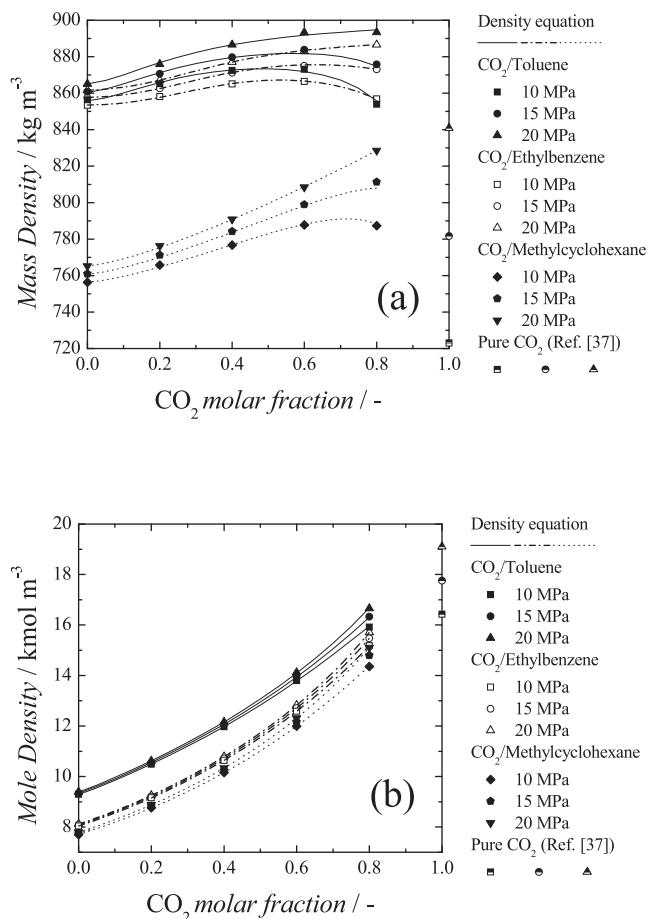 900
880
860
840
820
800
780
760
740
720
0.0 0.2 0.4 0.6 0.8 1.0
Mass Density / kg m-3
CO2 molar fraction / -
(a)
Density equation
CO2/Toluene
10 MPa
15 MPa
20 MPa
CO2/Ethylbenzene
10 MPa
15 MPa
20 MPa
CO2/Methylcyclohexane
10 MPa
15 MPa
20 MPa
Pure CO2 (Ref. [37])
20
18
16
14
12
10
8
0.0 0.2 0.4 0.6 0.8 1.0
Mole Density / kmol m-3
CO2 molar fraction / -
(b)
Density equation
CO2/Toluene
10 MPa
15 MPa
20 MPa
CO2/Ethylbenzene
10 MPa
15 MPa
20 MPa
CO2/Methylcyclohexane
10 MPa
15 MPa
20 MPa
Pure CO2 (Ref. [37])